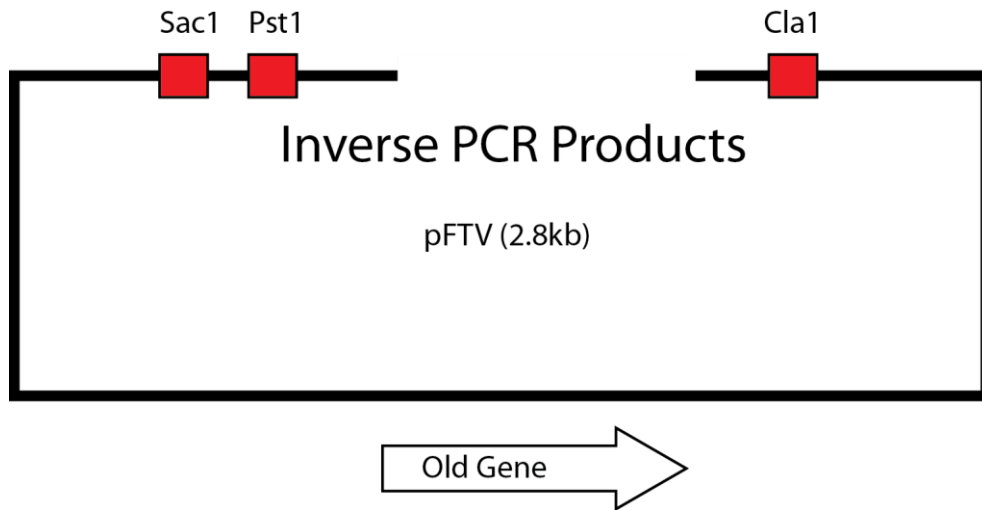 Sac1 Pst1 Cla1
Inverse PCR Products
pFTV (2.8kb)
Old Gene